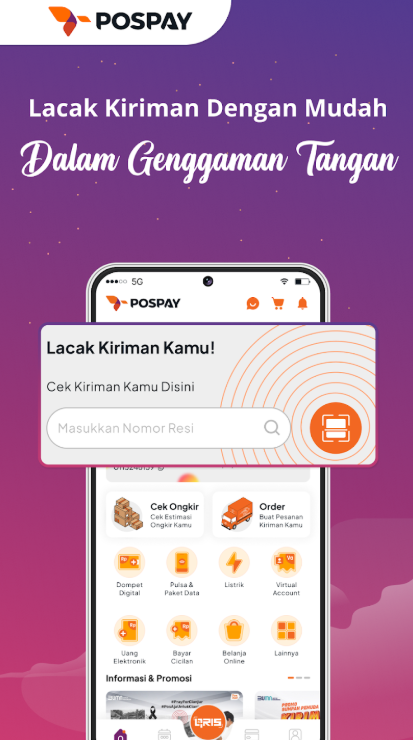 POSPAY
Lacak Kiriman Dengan Mudah
Dalam Genggaman Tangan
5G
POSPAY
Lacak Kiriman Kamu!
Cek Kiriman Kamu Disini
Masukkan Nomor Resi
Cek Ongkir
Cek Estimasi
Ongkir Kamu
Order
Buat Pesanan
Kiriman Kamu
Dompet
Digital
Pulsa &
Paket Data
Listrik
Virtual
Account
Uang
Elektronik
Bayar
Cicilan
Belanja
Online
Lainnya
Informasi & Promosi
QRIS